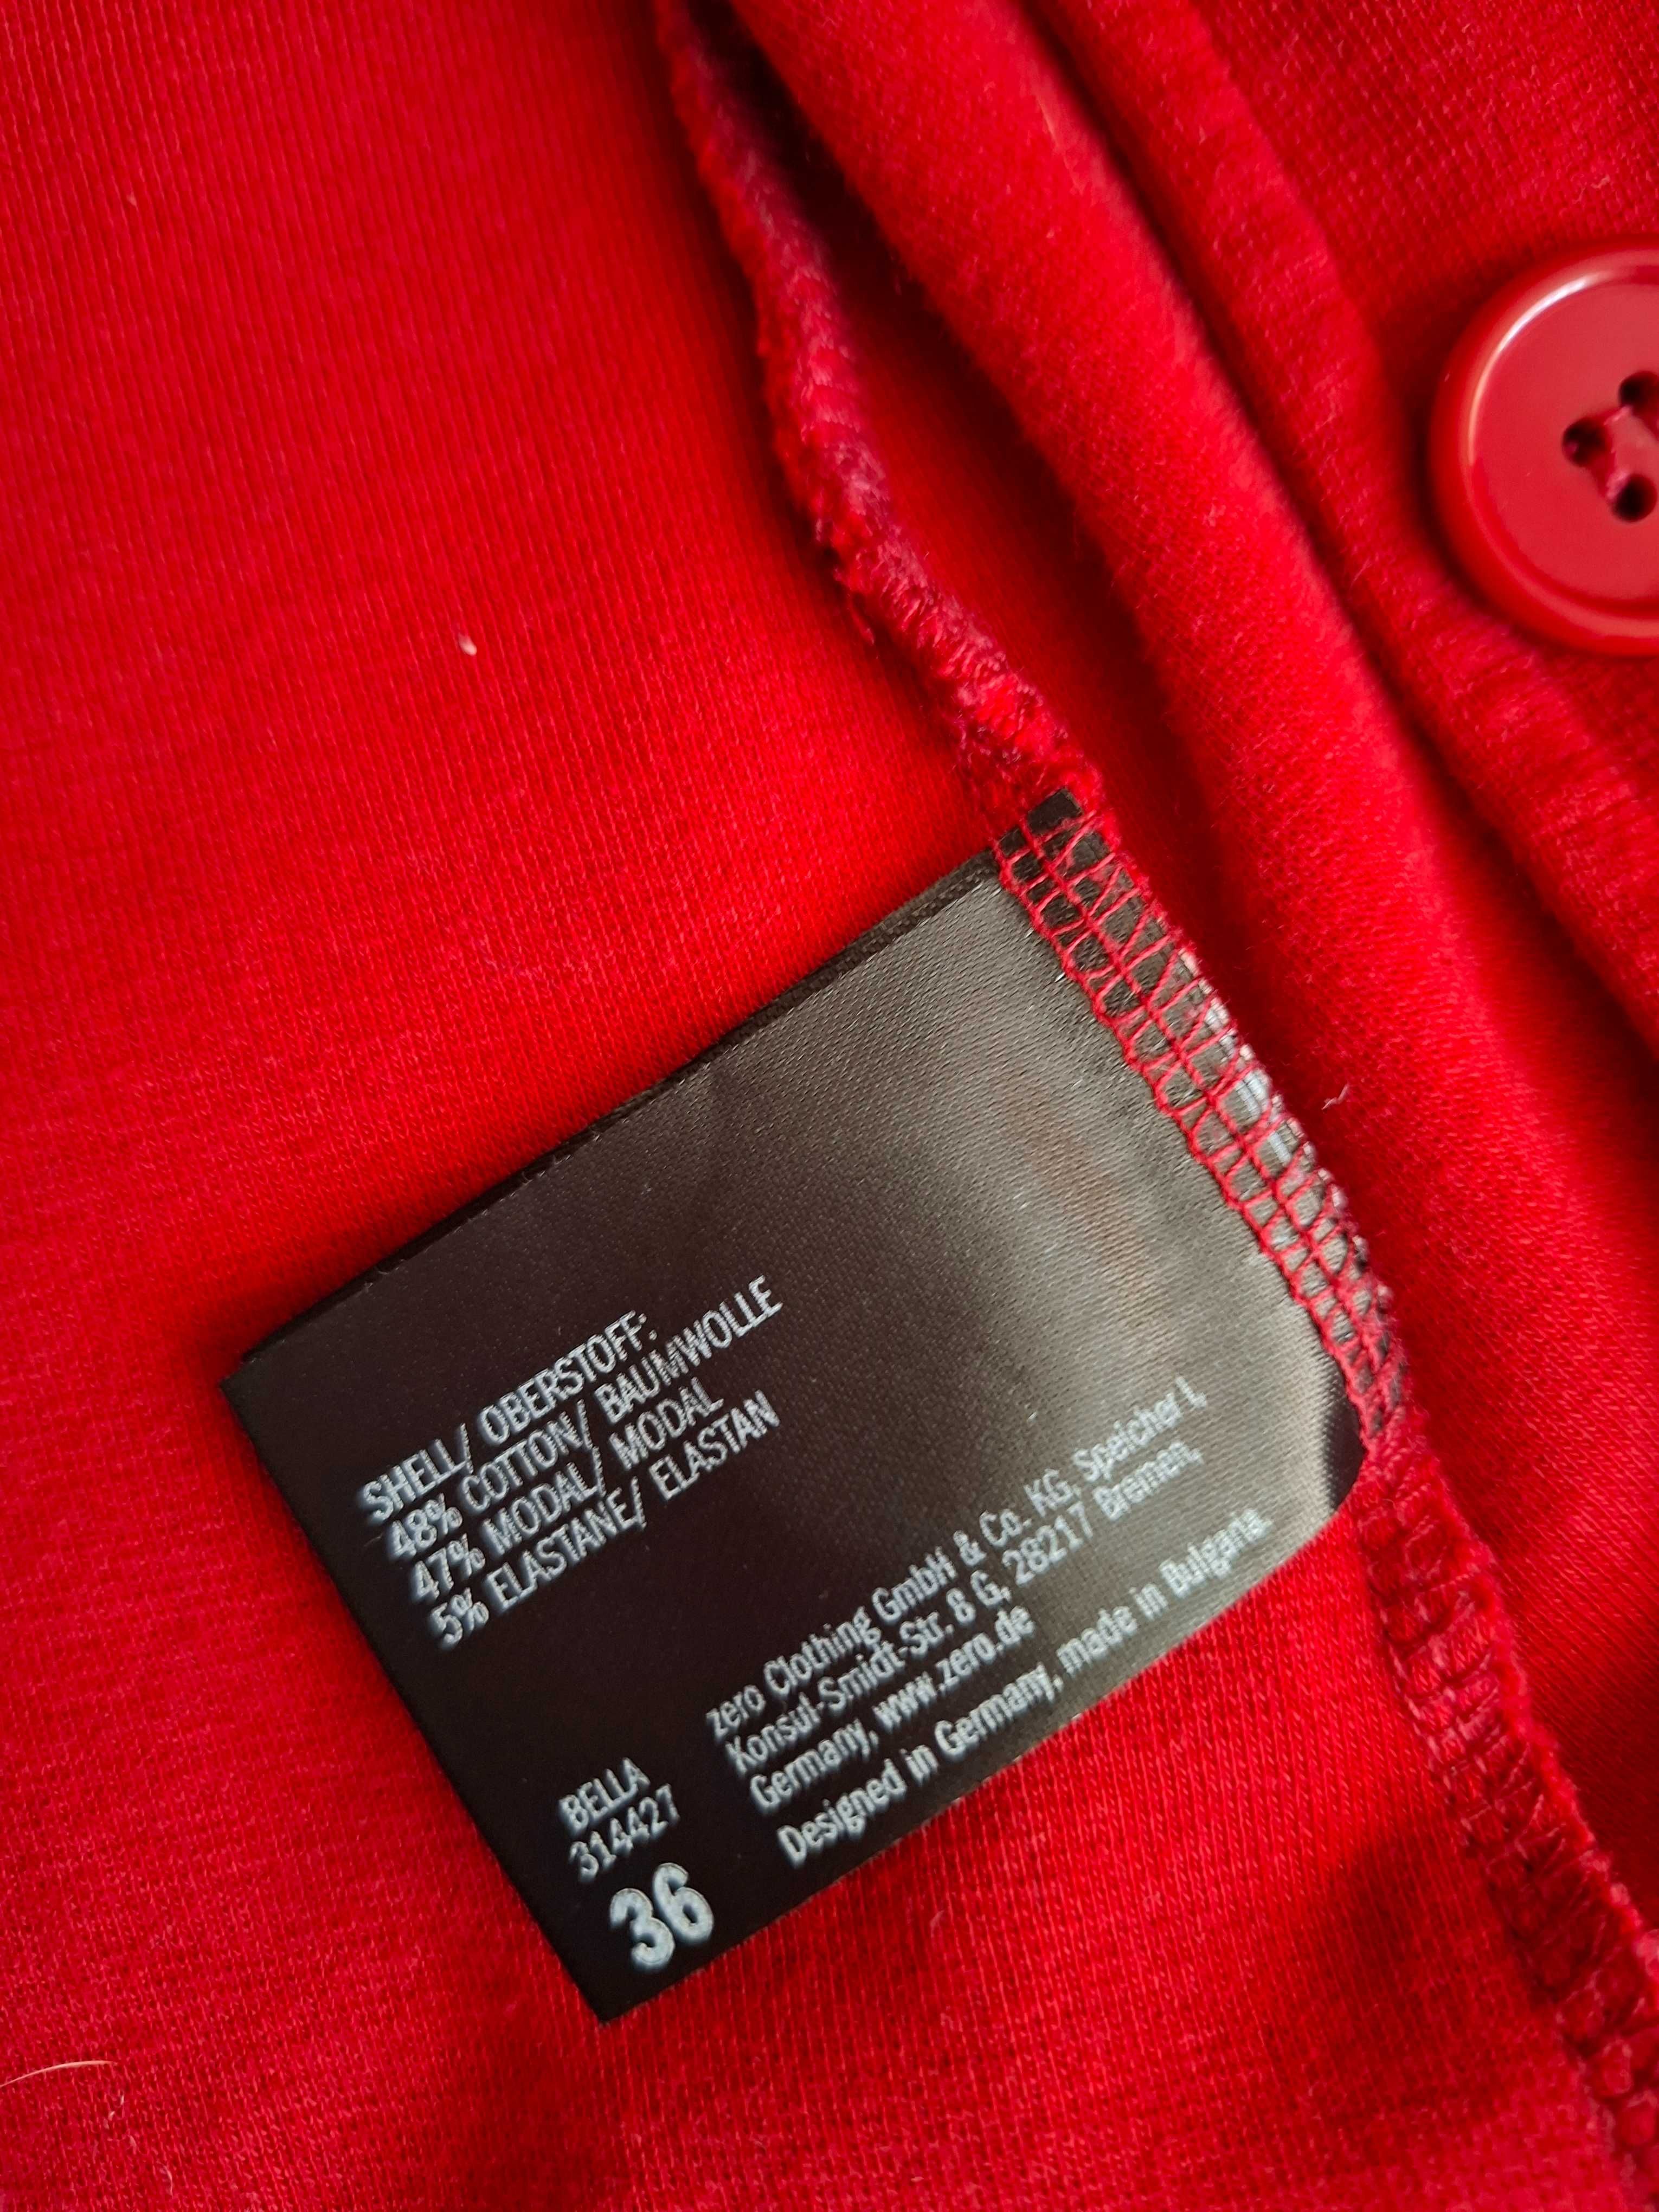 SHELL/ OBERSTOFF:
48% COTTON/ BAUMWOLLE
47% MODAL/ MODAL
5% ELASTANE/ ELASTAN
zero Clothing GmbH & Co. KG, Speicher I,
Konsul-Smidt-Str. 8 G, 28217 Bremen,
Germany, www.zero.de
Designed in Germany, made in Bulgaria.
BELLA
314427
36